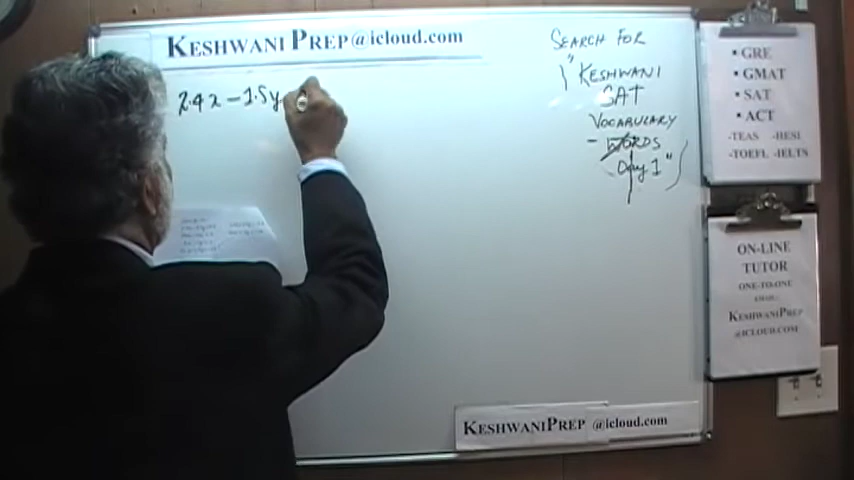 KESHWANI PREP@icloud.com
2.4x - 1.5y
SEARCH FOR
"KESHWANI
SAT
VOCABULARY
- WORDS
Day 1"
• GRE
• GMAT
• SAT
• ACT
-TEAS -HESI
-TOEFL -IELTS
ON-LINE
TUTOR
ONE-TO-ONE
KESHWANIPREP
@ICLOUD.COM
KESHWANIPREP @icloud.com